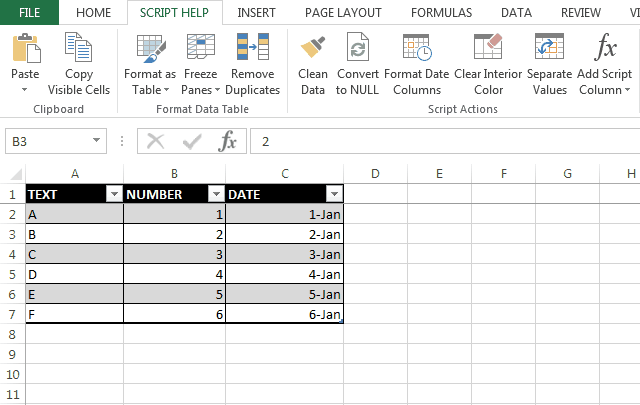 FILE HOME SCRIPT HELP INSERT PAGE LAYOUT FORMULAS DATA REVIEW VI
Paste Copy Format as Freeze Remove Clean Convert Format Date Clear Interior Separate Add Script
Visible Cells Table Panes Duplicates Data to NULL Columns Color Values Column
Clipboard Format Data Table Script Actions
B3 fx 2
A B C D E F G H
1 TEXT NUMBER DATE
2 A 1 1-Jan
3 B 2 2-Jan
4 C 3 3-Jan
5 D 4 4-Jan
6 E 5 5-Jan
7 F 6 6-Jan
8
9
10
11